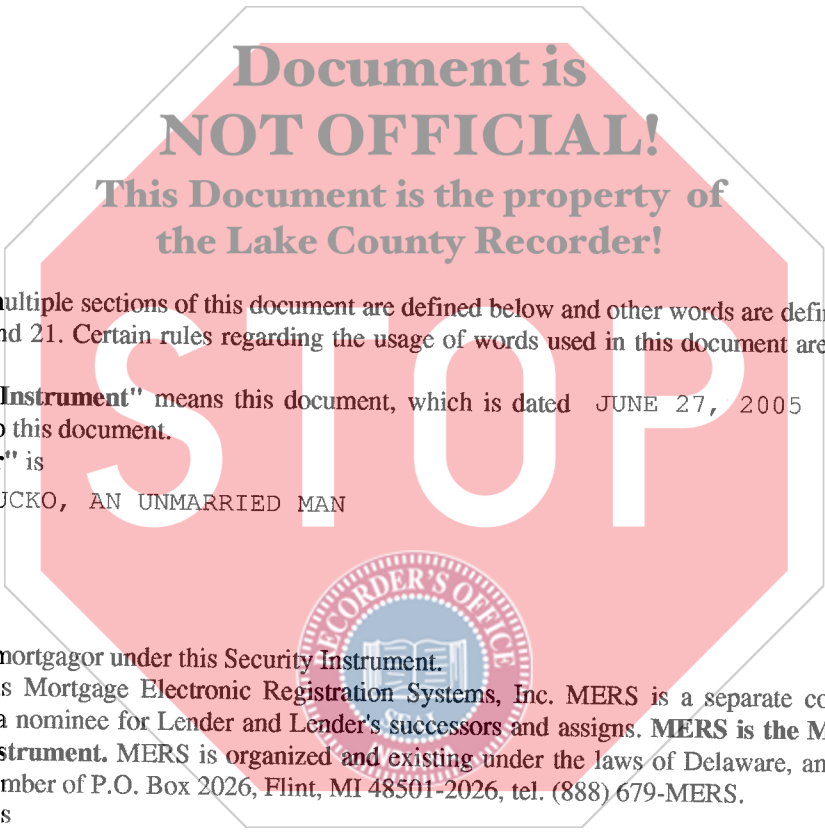 Document is
NOT OFFICIAL!
This Document is the property of
the Lake County Recorder!
STOP
ultiple sections of this document are defined below and other words are defi
nd 21. Certain rules regarding the usage of words used in this document are
Instrument" means this document, which is dated JUNE 27, 2005
this document.
" is
UCKO, AN UNMARRIED MAN
RECORDER'S OFFICE
mortgagor under this Security Instrument.
s Mortgage Electronic Registration Systems, Inc. MERS is a separate co
a nominee for Lender and Lender's successors and assigns. MERS is the M
strument. MERS is organized and existing under the laws of Delaware, an
mber of P.O. Box 2026, Flint, MI 48501-2026, tel. (888) 679-MERS.
s